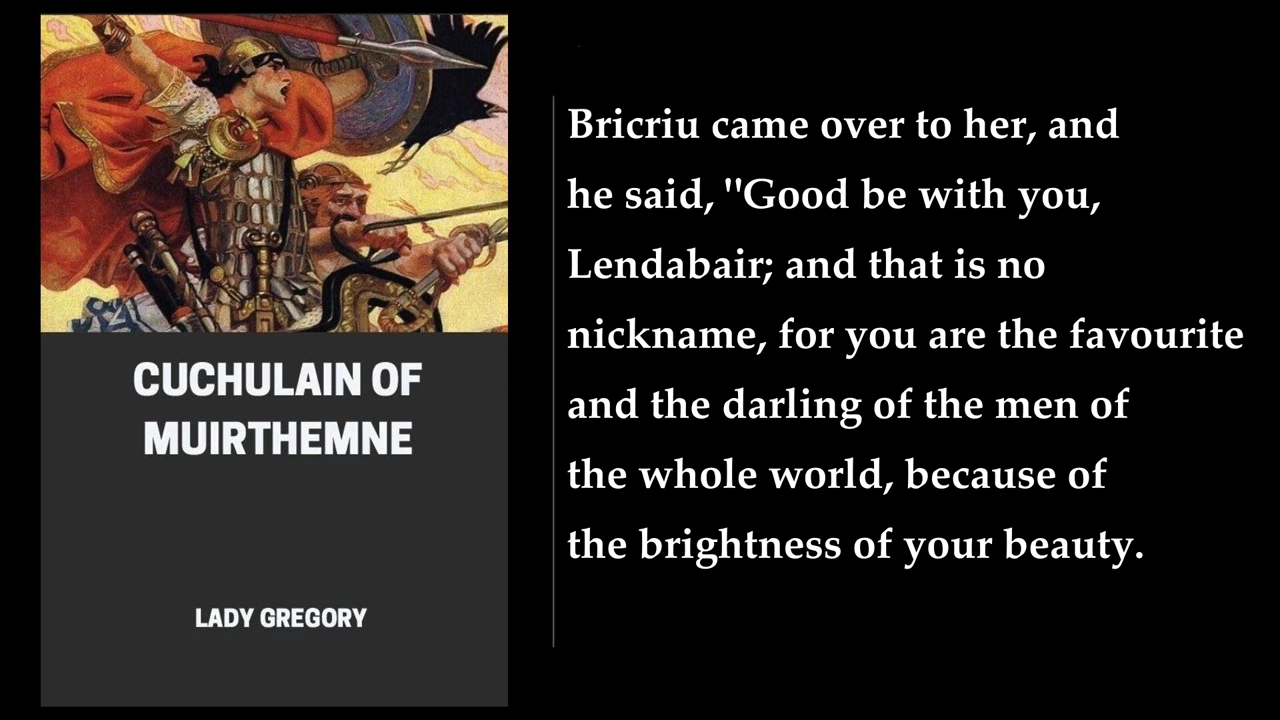 CUCHULAIN OF
MUIRTHEMNE
LADY GREGORY
Bricriu came over to her, and
he said, "Good be with you,
Lendabair; and that is no
nickname, for you are the favourite
and the darling of the men of
the whole world, because of
the brightness of your beauty.